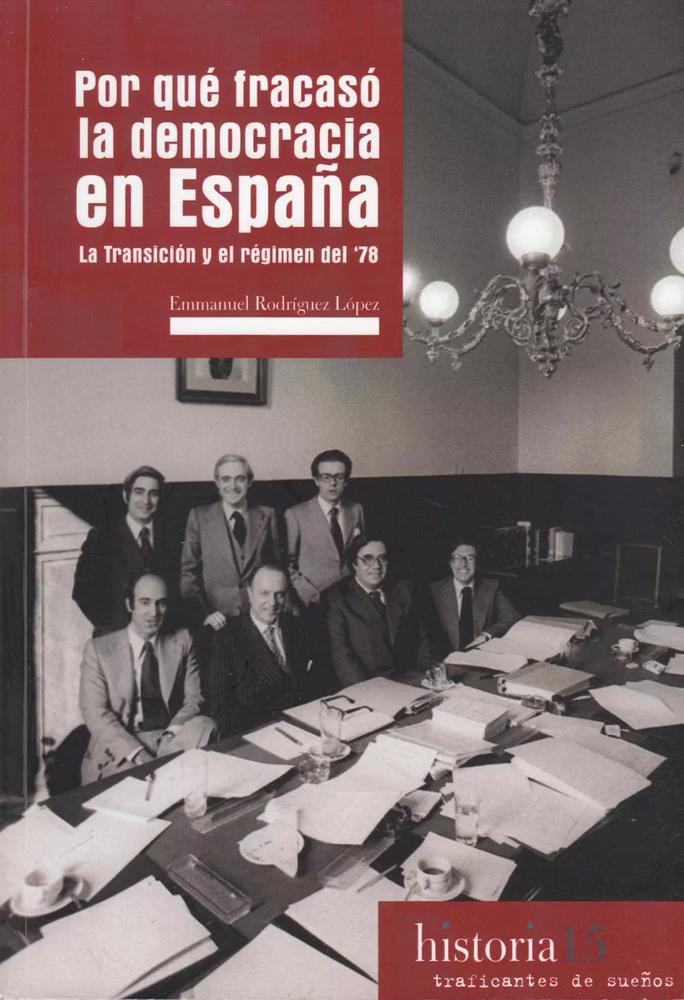 Por qué fracasó
la democracia
en España
La Transición y el régimen del ‘78
Emmanuel Rodríguez López
historia15
traficantes de sueños